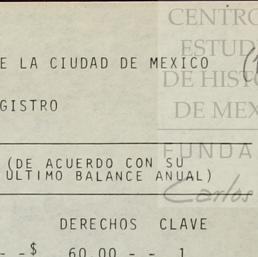 CENTRO
ESTUD
E LA CIUDAD DE MEXICO
DE HIST
GISTRO
DE MEX
FUNDA
(DE ACUERDO CON SU
ULTIMO BALANCE ANUAL)
Carlos
DERECHOS CLAVE
- - $ 60.00 - - 1